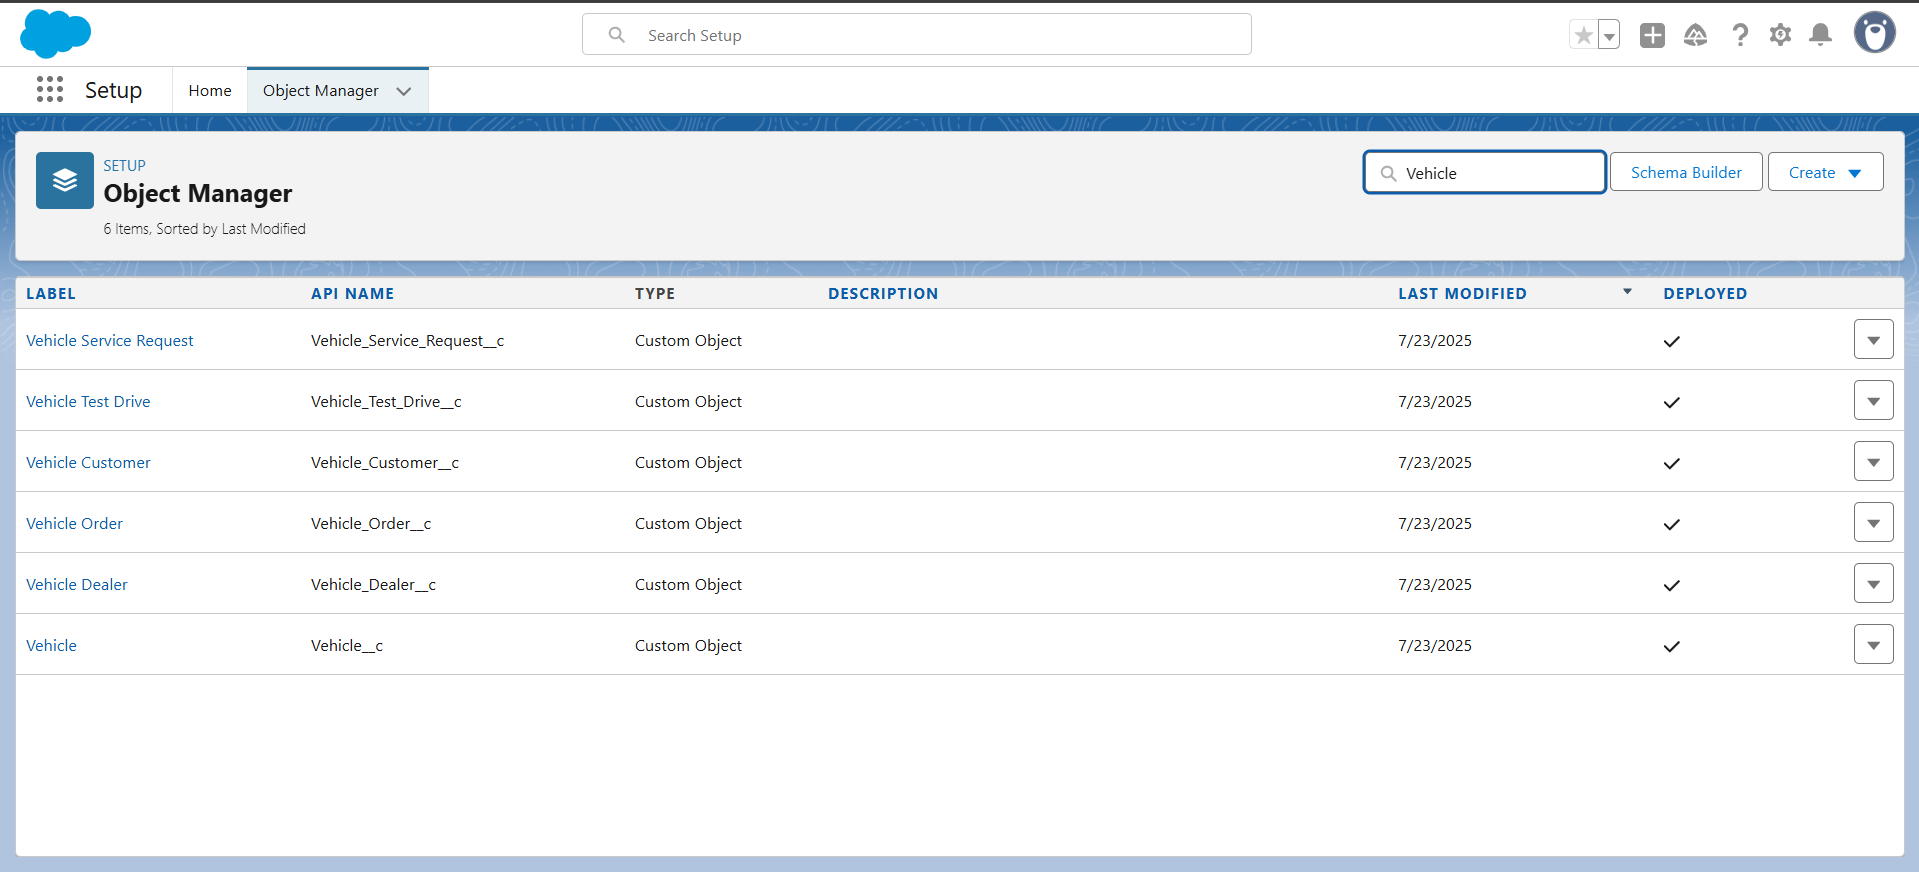 Search Setup
Setup
Home
Object Manager
SETUP
Object Manager
6 Items, Sorted by Last Modified
Vehicle
Schema Builder
Create
LABEL API NAME TYPE DESCRIPTION LAST MODIFIED DEPLOYED
Vehicle Service Request Vehicle_Service_Request__c Custom Object 7/23/2025
Vehicle Test Drive Vehicle_Test_Drive__c Custom Object 7/23/2025
Vehicle Customer Vehicle_Customer__c Custom Object 7/23/2025
Vehicle Order Vehicle_Order__c Custom Object 7/23/2025
Vehicle Dealer Vehicle_Dealer__c Custom Object 7/23/2025
Vehicle Vehicle__c Custom Object 7/23/2025